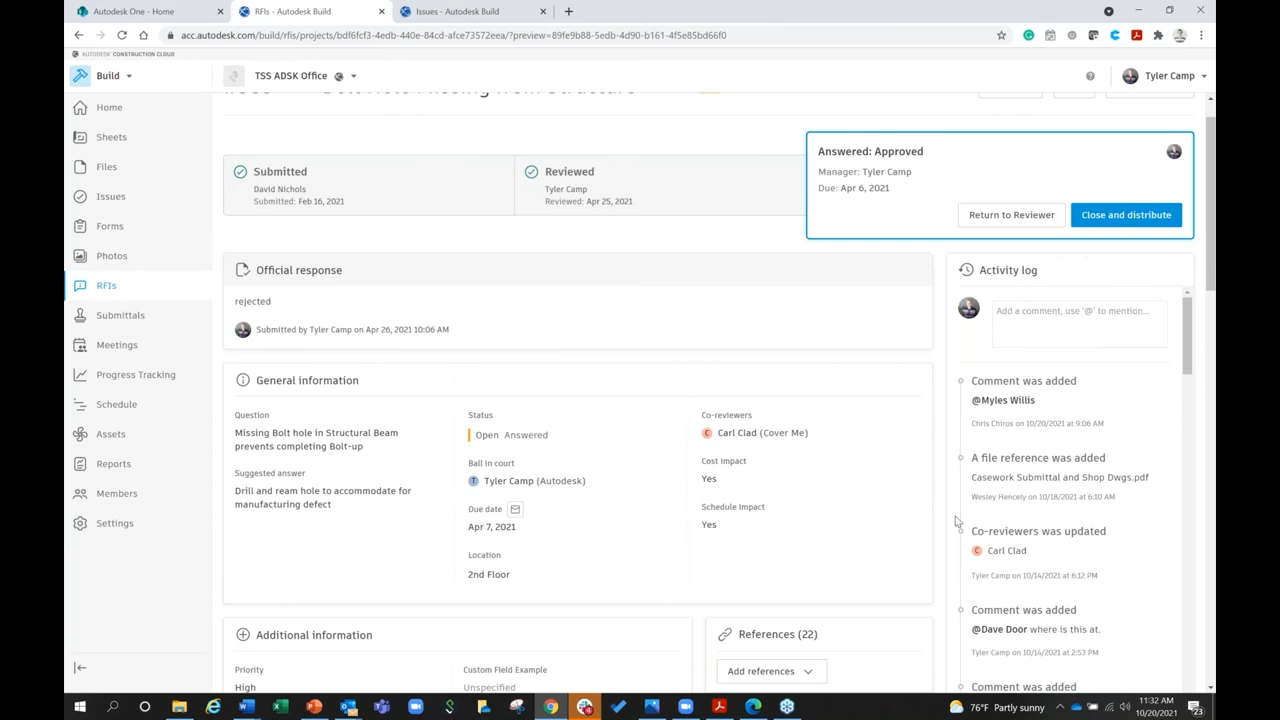 Autodesk One - Home
RFIs - Autodesk Build
Issues - Autodesk Build
acc.autodesk.com/build/rfis/projects/bdf6fcf3-4edb-440e-84cd-afce73572eea/?preview=89fe9b88-5edb-4d90-b161-4f5e85bd66f0
AUTODESK CONSTRUCTION CLOUD
Build
TSS ADSK Office
Tyler Camp
Home
Sheets
Files
Issues
Forms
Photos
RFIs
Submittals
Meetings
Progress Tracking
Schedule
Assets
Reports
Members
Settings
Bolt Hole Missing from Structure
Submitted
David Nichols
Submitted: Feb 16, 2021
Reviewed
Tyler Camp
Reviewed: Apr 25, 2021
Answered: Approved
Manager: Tyler Camp
Due: Apr 6, 2021
Return to Reviewer
Close and distribute
Official response
rejected
Submitted by Tyler Camp on Apr 26, 2021 10:06 AM
General information
Question
Missing Bolt hole in Structural Beam
prevents completing Bolt-up
Suggested answer
Drill and ream hole to accommodate for
manufacturing defect
Status
Open Answered
Ball in court
T Tyler Camp (Autodesk)
Due date
Apr 7, 2021
Location
2nd Floor
Co-reviewers
C Carl Clad (Cover Me)
Cost Impact
Yes
Schedule Impact
Yes
Additional information
Priority
High
Custom Field Example
Unspecified
References (22)
Add references
Activity log
Add a comment, use '@' to mention...
Comment was added
@Myles Willis
Chris Chiros on 10/20/2021 at 9:06 AM
A file reference was added
Casework Submittal and Shop Dwgs.pdf
Wesley Hencely on 10/18/2021 at 6:10 AM
Co-reviewers was updated
C Carl Clad
Tyler Camp on 10/14/2021 at 6:12 PM
Comment was added
@Dave Door where is this at.
Tyler Camp on 10/14/2021 at 2:53 PM
Comment was added
76°F Partly sunny
11:32 AM
10/20/2021
23